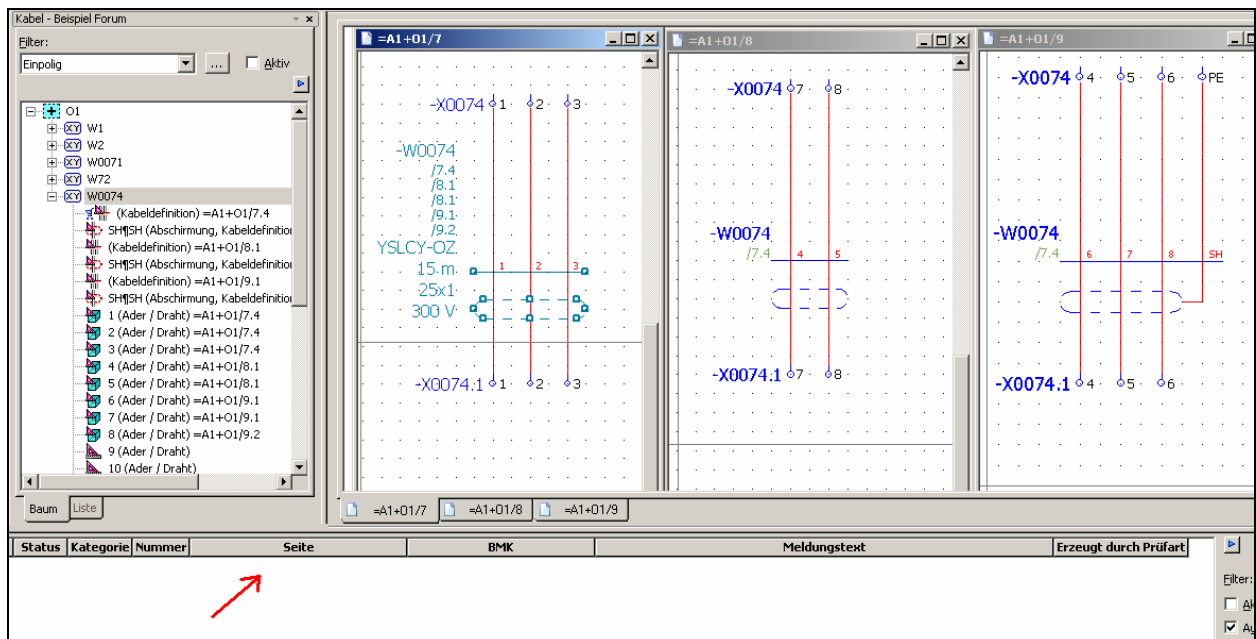 Kabel - Beispiel Forum
Filter:
Einpolig
...
Aktiv
O1
W1
W2
W0071
W72
W0074
(Kabeldefinition) =A1+O1/7.4
SH¶SH (Abschirmung, Kabeldefinitio
(Kabeldefinition) =A1+O1/8.1
SH¶SH (Abschirmung, Kabeldefinitio
(Kabeldefinition) =A1+O1/9.1
SH¶SH (Abschirmung, Kabeldefinitio
1 (Ader / Draht) =A1+O1/7.4
2 (Ader / Draht) =A1+O1/7.4
3 (Ader / Draht) =A1+O1/7.4
4 (Ader / Draht) =A1+O1/8.1
5 (Ader / Draht) =A1+O1/8.1
6 (Ader / Draht) =A1+O1/9.1
7 (Ader / Draht) =A1+O1/9.1
8 (Ader / Draht) =A1+O1/9.2
9 (Ader / Draht)
10 (Ader / Draht)
Baum Liste
=A1+O1/7
-X0074 1 2 3
-W0074
/7.4
/8.1
/8.1
/9.1
/9.2
YSLCY-OZ
15 m 1 2 3
25x1
300 V
-X0074.1 1 2 3
=A1+O1/8
-X0074 7 8
-W0074
/7.4 4 5
-X0074.1 7 8
=A1+O1/9
-X0074 4 5 6 PE
-W0074
/7.4 6 7 8 SH
-X0074.1 4 5 6
=A1+O1/7 =A1+O1/8 =A1+O1/9
Status Kategorie Nummer Seite BMK Meldungstext Erzeugt durch Prüfart
Filter:
Ak
Au